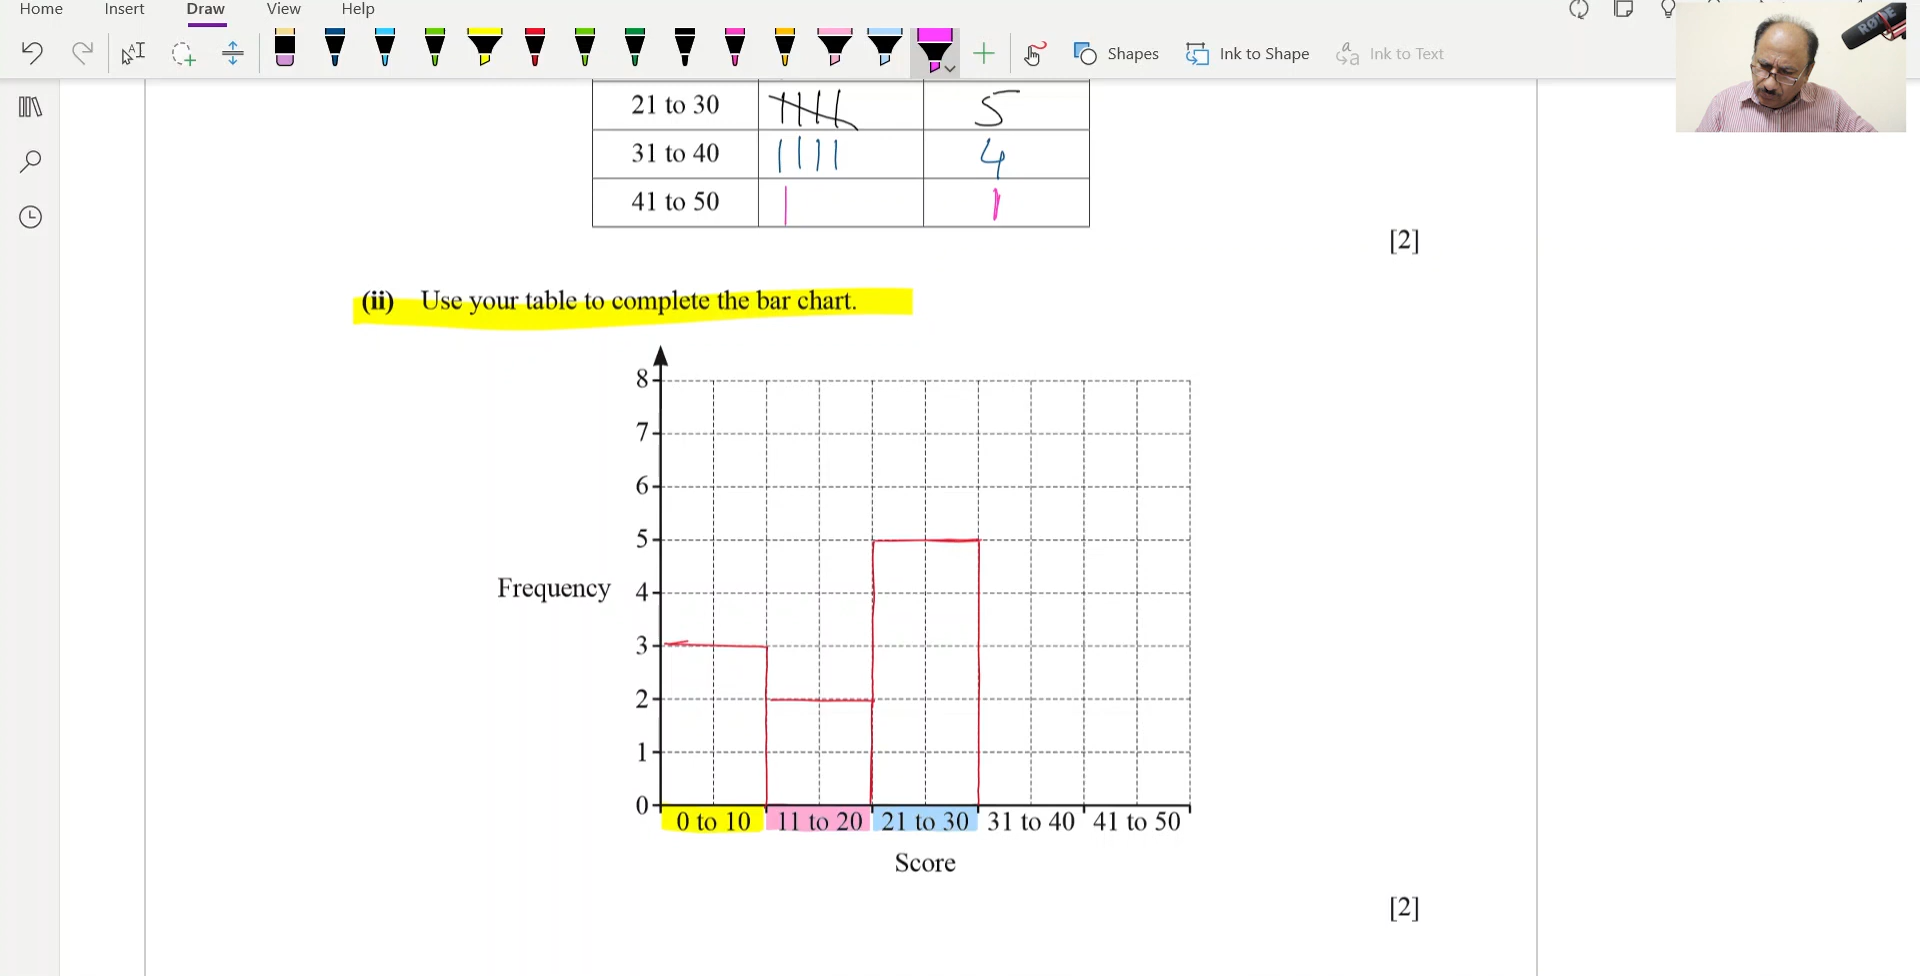 Home Insert Draw View Help
Shapes Ink to Shape Ink to Text
RØDE
21 to 30 5
31 to 40 4
41 to 50 1
[2]
(ii) Use your table to complete the bar chart.
8
7
6
5
Frequency 4
3
2
1
0
0 to 10 11 to 20 21 to 30 31 to 40 41 to 50
Score
[2]